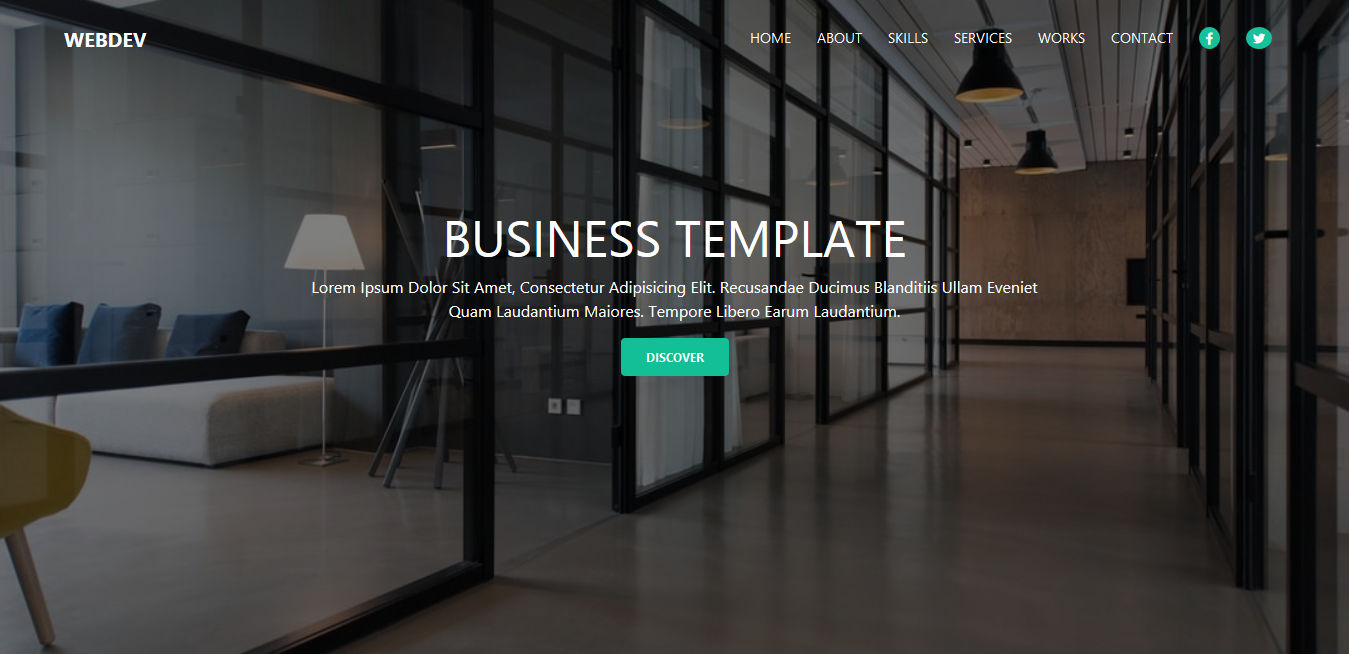 WEBDEV
HOME ABOUT SKILLS SERVICES WORKS CONTACT
BUSINESS TEMPLATE
Lorem Ipsum Dolor Sit Amet, Consectetur Adipisicing Elit. Recusandae Ducimus Blanditiis Ullam Eveniet
Quam Laudantium Maiores. Tempore Libero Earum Laudantium.
DISCOVER